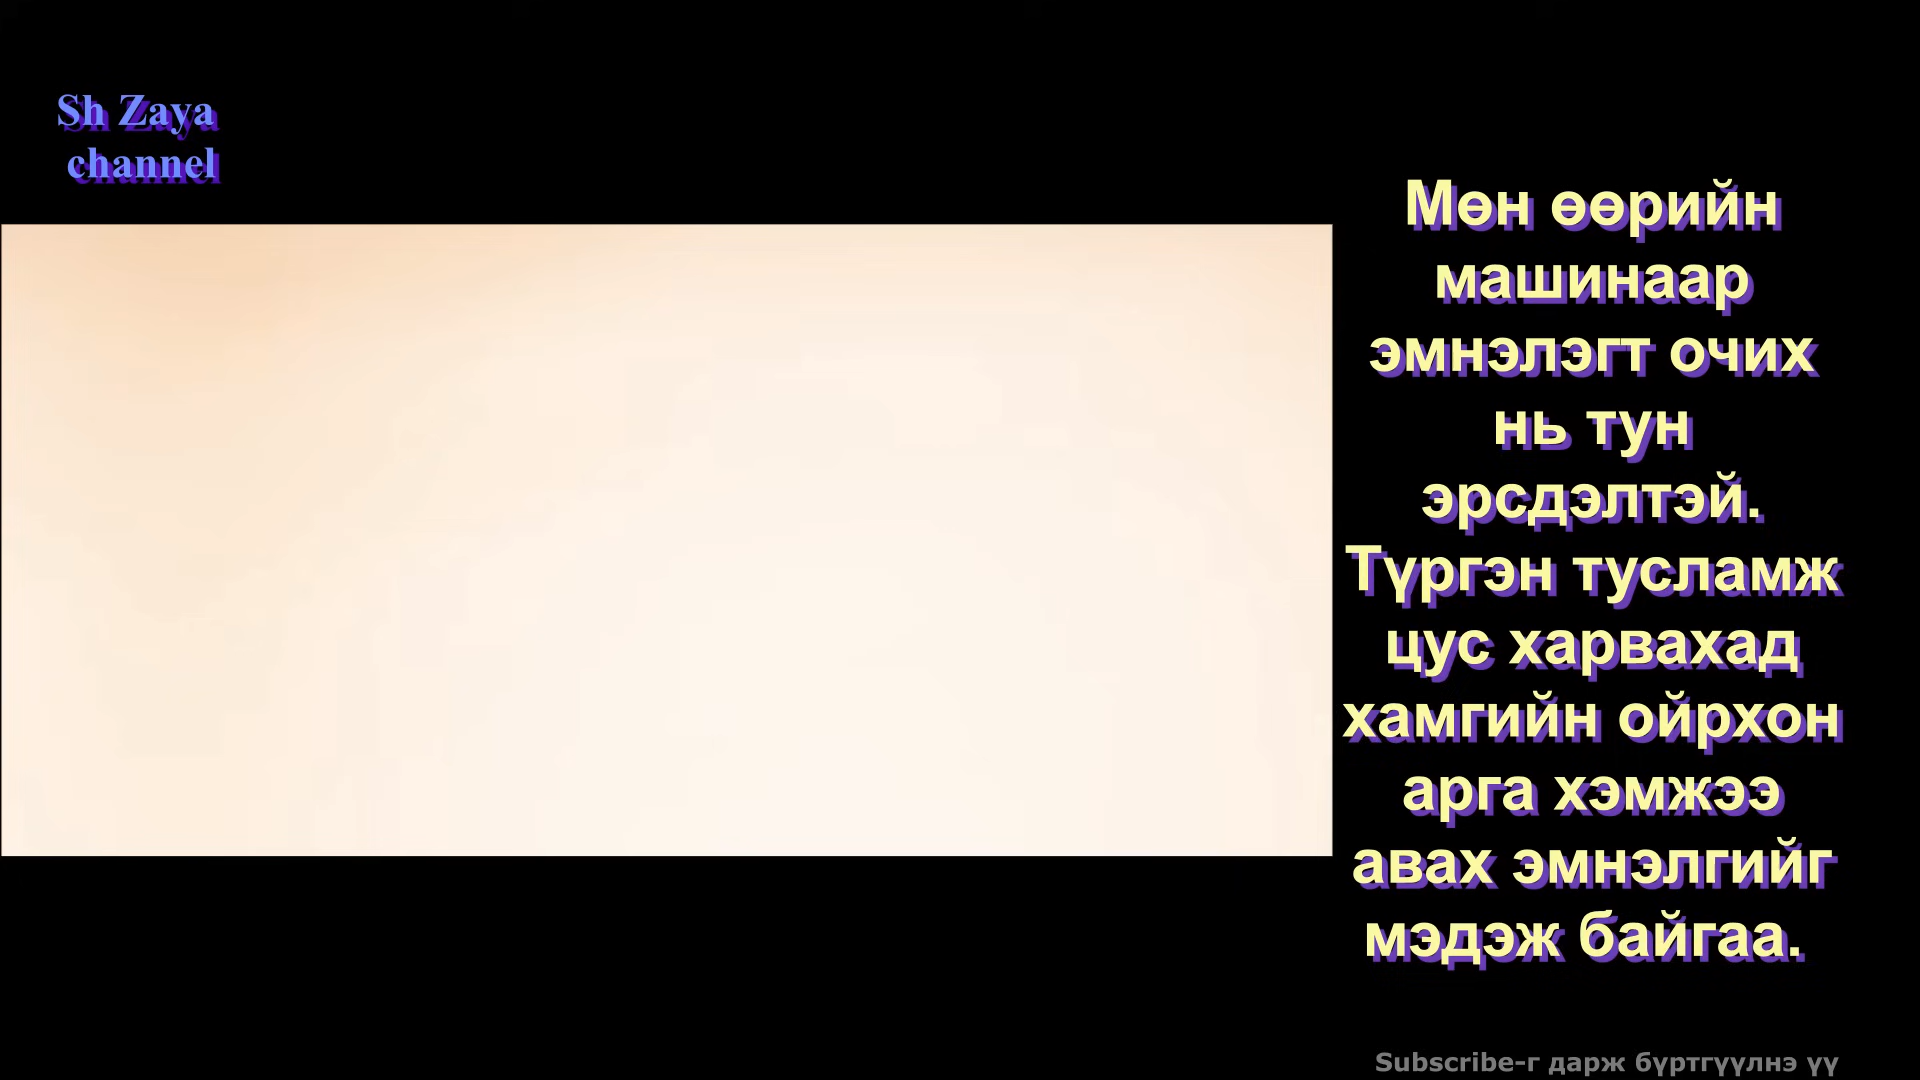 Sh Zaya
channel
Мөн өөрийн
машинаар
эмнэлэгт очих
нь тун
эрсдэлтэй.
Түргэн тусламж
цус харвахад
хамгийн ойрхон
арга хэмжээ
авах эмнэлгийг
мэдэж байгаа.
Subscribe-г дарж бүртгүүлнэ үү